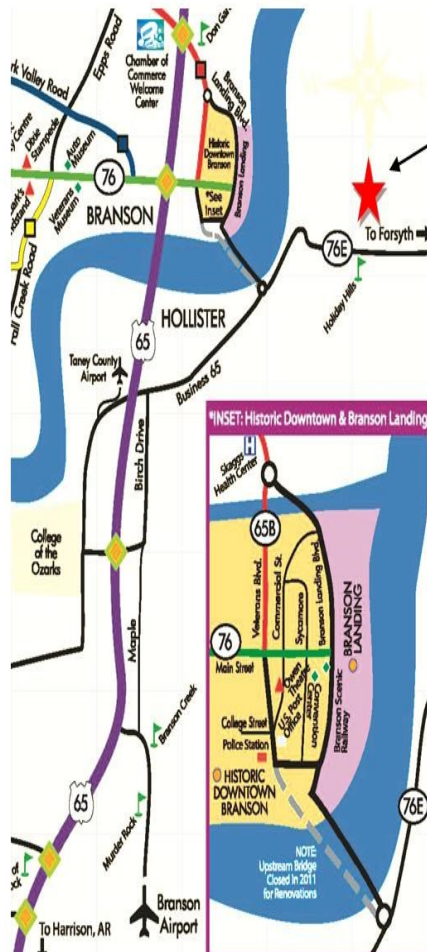 Epps Road
Don Gar
Chamber of
Commerce
Welcome
Center
Branson
Landing Blvd.
rk Valley Road
Dixie
Stampede
Auto
Museum
Veterans
Museum
Historic
Downtown
Branson
*See
Inset
Branson Landing
76
BRANSON
To Forsyth
76E
Holiday Hills
Fall Creek Road
HOLLISTER
65
Taney County
Airport
Business 65
Birch Drive
College
of the
Ozarks
Maple
Branson Creek
65
Murder Rock
Branson
Airport
To Harrison, AR
*INSET: Historic Downtown & Branson Landing
Skaggs
Health Center
65B
Veterans Blvd.
Commercial St.
Sycamore
Branson Landing Blvd.
BRANSON
LANDING
76
Main Street
Owen Theatre
U.S. Post
Office
Convention
Center
Branson Scenic
Railway
College Street
Police Station
HISTORIC
DOWNTOWN
BRANSON
NOTE:
Upstream Bridge
Closed in 2011
for Renovations
76E